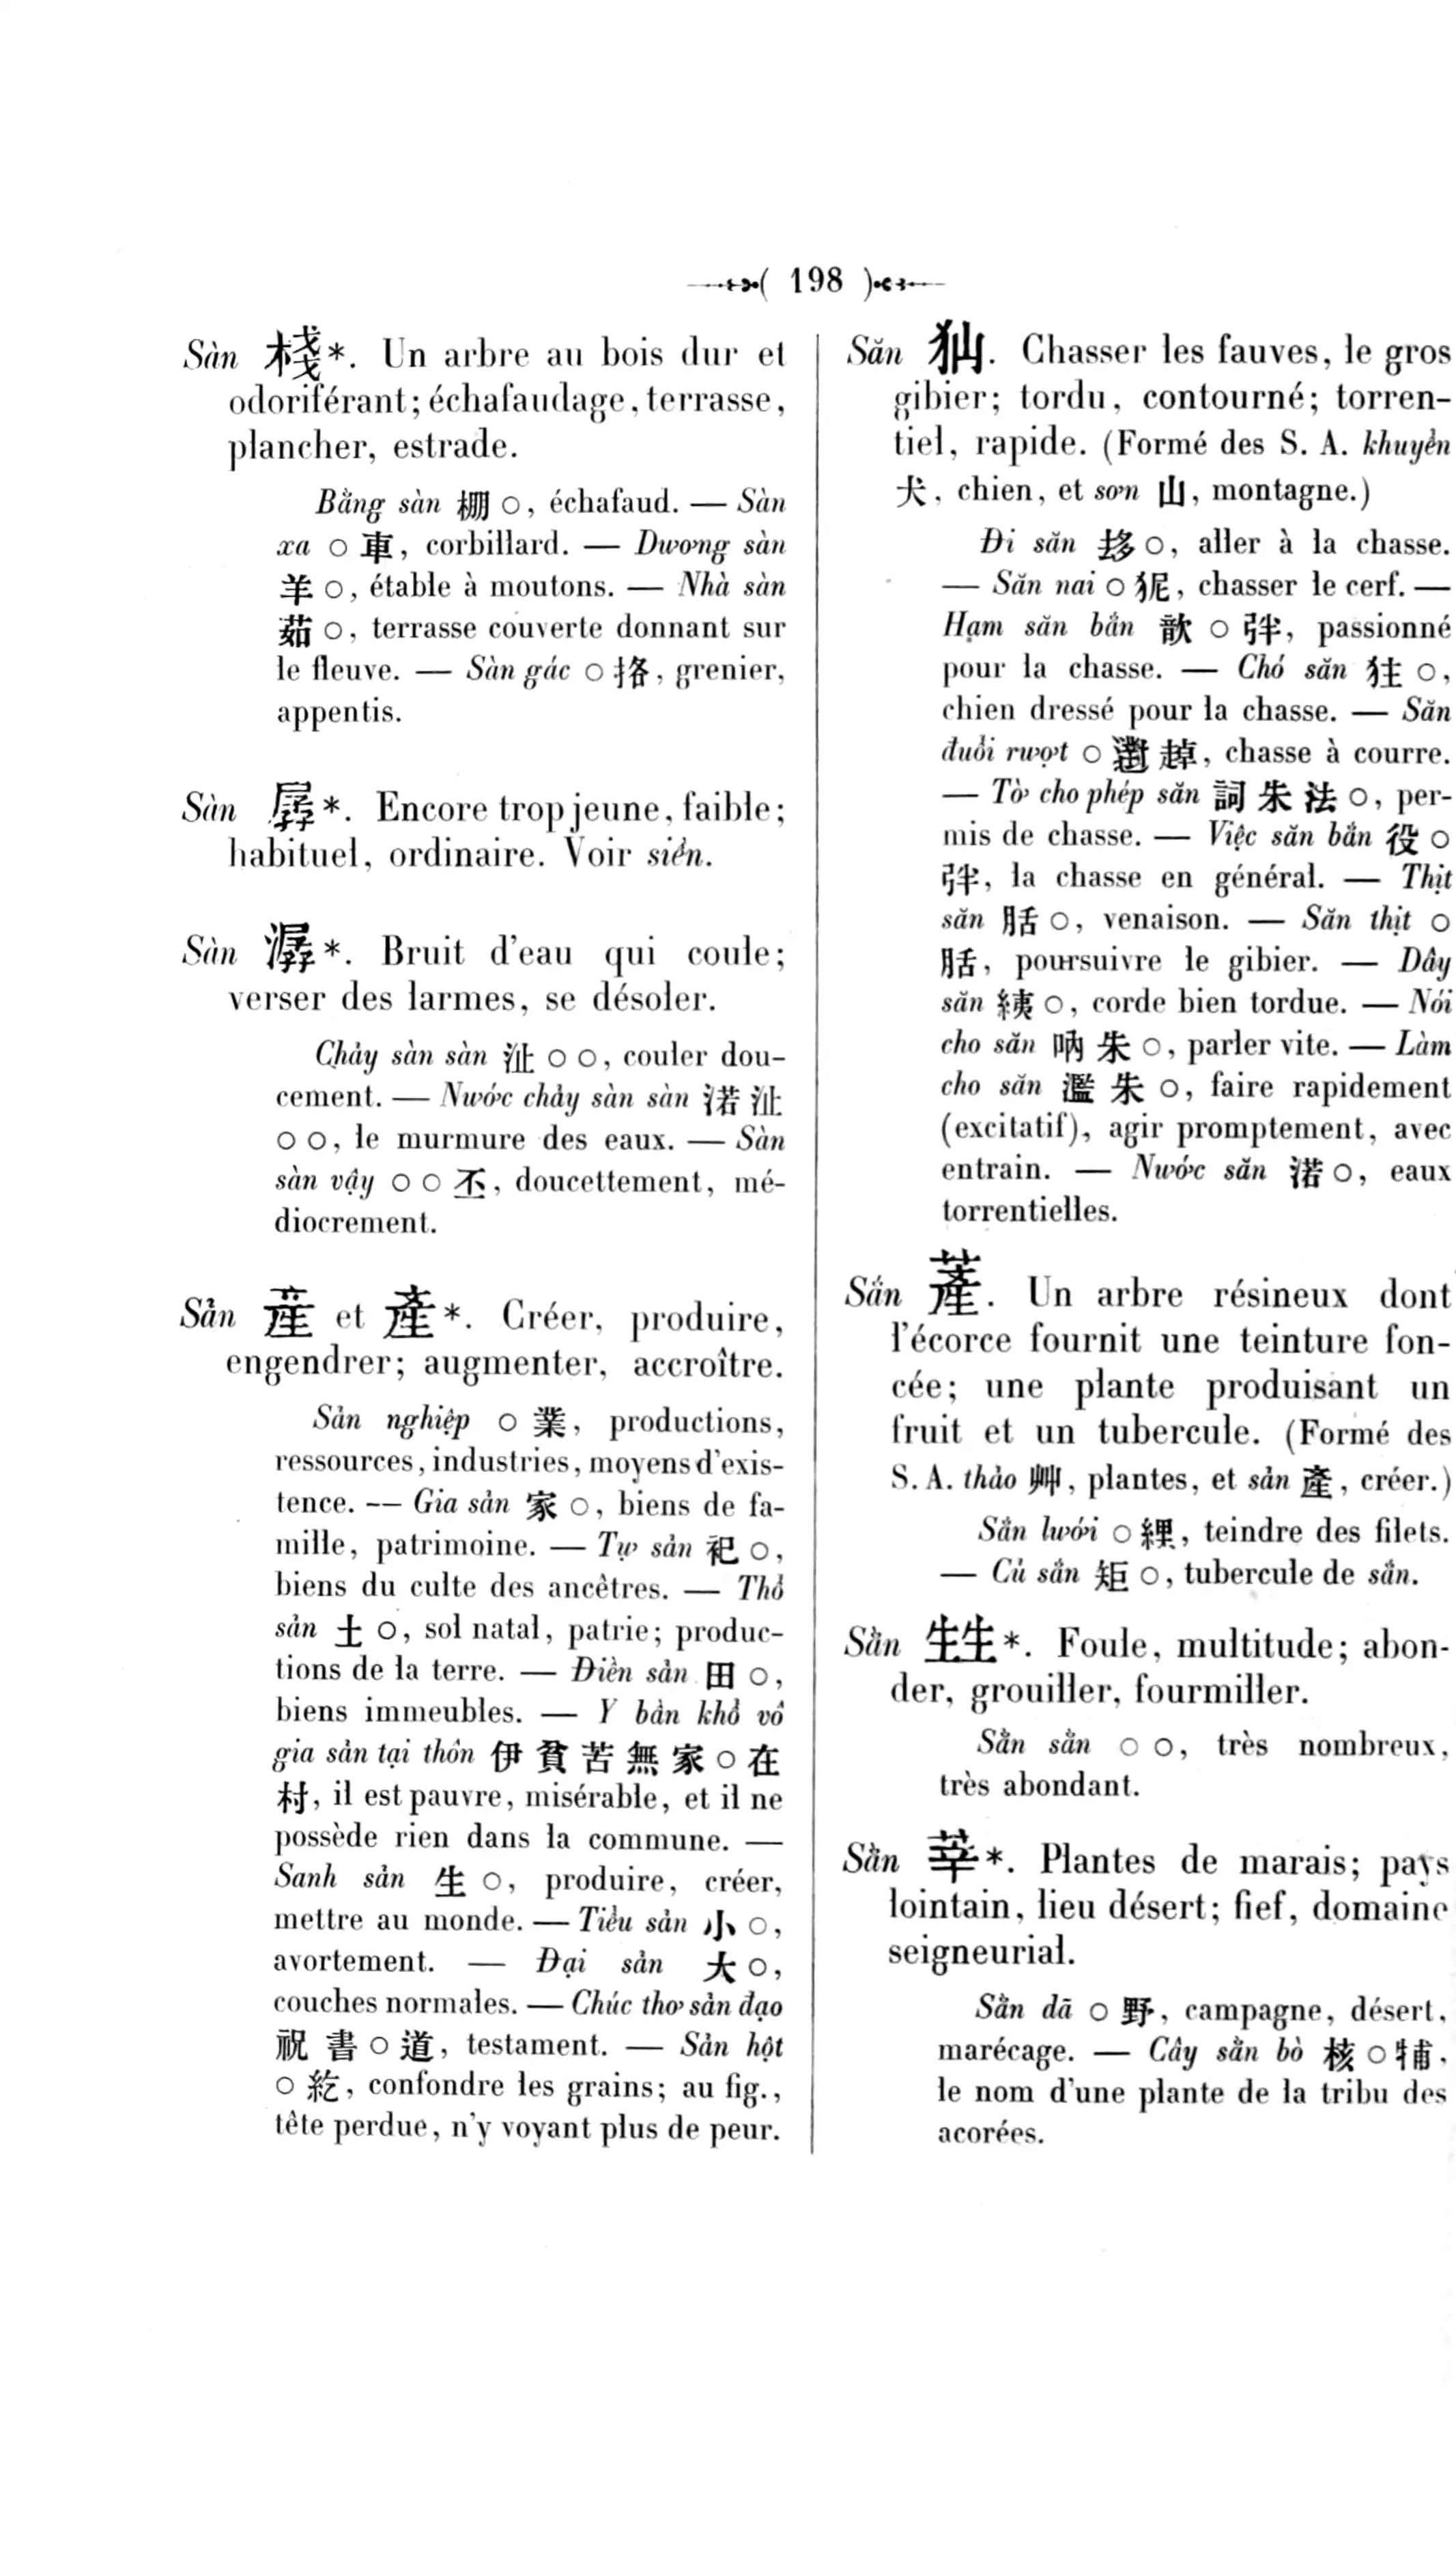 ( 198 )
Sàn 棧*. Un arbre au bois dur et
odoriférant; échafaudage, terrasse,
plancher, estrade.
Bằng sàn 棚 ○, échafaud. — Sàn
xa ○ 車, corbillard. — Dương sàn
羊 ○, étable à moutons. — Nhà sàn
茹 ○, terrasse couverte donnant sur
le fleuve. — Sàn gác ○ 挌, grenier,
appentis.
Sàn 孱*. Encore trop jeune, faible;
habituel, ordinaire. Voir siển.
Sàn 潺*. Bruit d'eau qui coule;
verser des larmes, se désoler.
Chảy sàn sàn 沚 ○ ○, couler dou-
cement. — Nước chảy sàn sàn 渃 沚
○ ○, le murmure des eaux. — Sàn
sàn vậy ○ ○ 丕, doucettement, mé-
diocrement.
Sản 産 et 產*. Créer, produire,
engendrer; augmenter, accroître.
Sản nghiệp ○ 業, productions,
ressources, industries, moyens d'exis-
tence. — Gia sản 家 ○, biens de fa-
mille, patrimoine. — Tự sản 祀 ○,
biens du culte des ancêtres. — Thổ
sản 土 ○, sol natal, patrie; produc-
tions de la terre. — Điền sản 田 ○,
biens immeubles. — Y bần khổ vô
gia sản tại thôn 伊 貧 苦 無 家 ○ 在
村, il est pauvre, misérable, et il ne
possède rien dans la commune. —
Sanh sản 生 ○, produire, créer,
mettre au monde. — Tiểu sản 小 ○,
avortement. — Đại sản 大 ○,
couches normales. — Chúc thơ sản đạo
祝 書 ○ 道, testament. — Sản hột
○ 紇, confondre les grains; au fig.,
tête perdue, n'y voyant plus de peur.
Săn 狦. Chasser les fauves, le gros
gibier; tordu, contourné; torren-
tiel, rapide. (Formé des S. A. khuyển
犬, chien, et sơn 山, montagne.)
Đi săn 𠫾 ○, aller à la chasse.
— Săn nai ○ 狔, chasser le cerf. —
Hạm săn bắn 歆 ○ 弹, passionné
pour la chasse. — Chó săn 㹥 ○,
chien dressé pour la chasse. — Săn
đuổi rượt ○ 𨘗 趠, chasse à courre.
— Tờ cho phép săn 詞 朱 法 ○, per-
mis de chasse. — Việc săn bắn 役 ○
弹, la chasse en général. — Thịt
săn 𦧘 ○, venaison. — Săn thịt ○
𦧘, poursuivre le gibier. — Dây
săn 𦀊 ○, corde bien tordue. — Nói
cho săn 吶 朱 ○, parler vite. — Làm
cho săn 濫 朱 ○, faire rapidement
(excitatif), agir promptement, avec
entrain. — Nước săn 渃 ○, eaux
torrentielles.
Sắn 𦸂. Un arbre résineux dont
l'écorce fournit une teinture fon-
cée; une plante produisant un
fruit et un tubercule. (Formé des
S. A. thảo 艸, plantes, et sản 產, créer.)
Sắn lưới ○ 䋥, teindre des filets.
— Củ sắn 矩 ○, tubercule de sắn.
Sằn 甡*. Foule, multitude; abon-
der, grouiller, fourmiller.
Sằn sằn ○ ○, très nombreux,
très abondant.
Sằn 莘*. Plantes de marais; pays
lointain, lieu désert; fief, domaine
seigneurial.
Sằn dã ○ 野, campagne, désert,
marécage. — Cây sằn bò 核 ○ 犕,
le nom d'une plante de la tribu des
acorées.